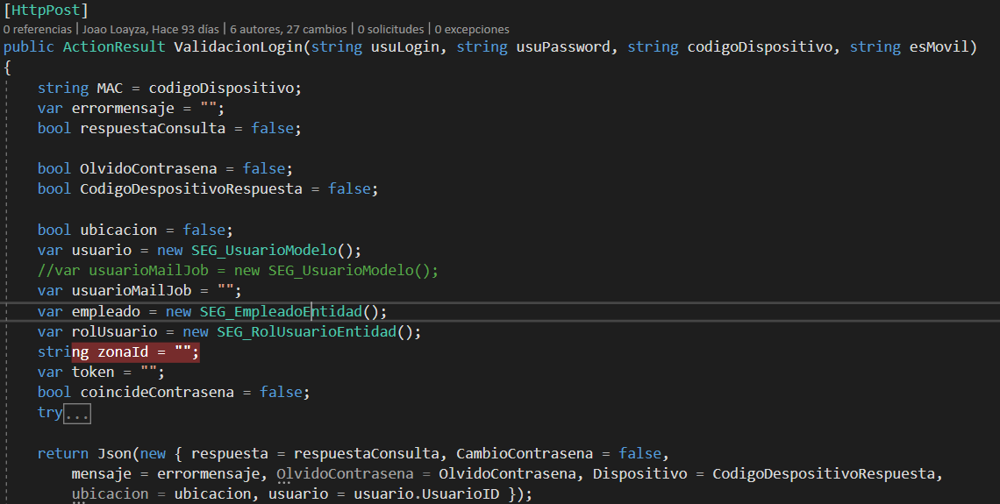 [HttpPost]
0 referencias | Joao Loayza, Hace 93 días | 6 autores, 27 cambios | 0 solicitudes | 0 excepciones
public ActionResult ValidacionLogin(string usuLogin, string usuPassword, string codigoDispositivo, string esMovil)
{
string MAC = codigoDispositivo;
var errormensaje = "";
bool respuestaConsulta = false;
bool OlvidoContrasena = false;
bool CodigoDespositivoRespuesta = false;
bool ubicacion = false;
var usuario = new SEG_UsuarioModelo();
//var usuarioMailJob = new SEG_UsuarioModelo();
var usuarioMailJob = "";
var empleado = new SEG_EmpleadoEntidad();
var rolUsuario = new SEG_RolUsuarioEntidad();
string zonaId = "";
var token = "";
bool coincideContrasena = false;
try...
return Json(new { respuesta = respuestaConsulta, CambioContrasena = false,
mensaje = errormensaje, OlvidoContrasena = OlvidoContrasena, Dispositivo = CodigoDespositivoRespuesta,
ubicacion = ubicacion, usuario = usuario.UsuarioID });